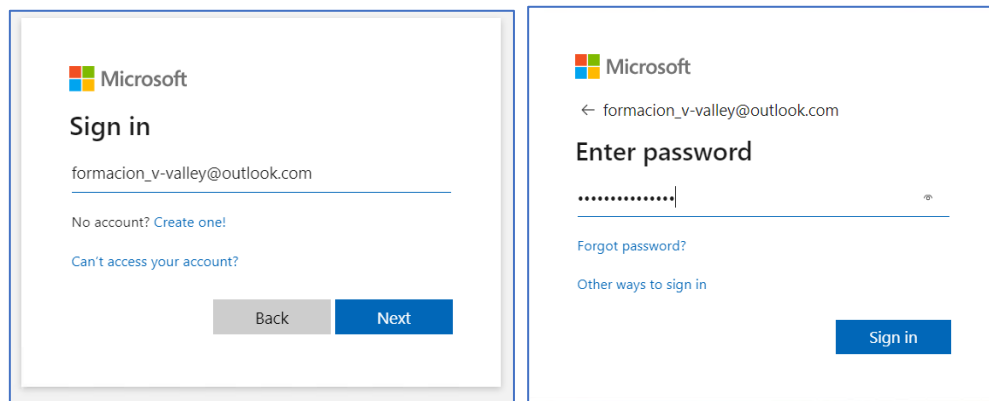 Microsoft
Sign in
formacion_v-valley@outlook.com
No account? Create one!
Can't access your account?
Back
Next
Microsoft
← formacion_v-valley@outlook.com
Enter password
•••••••••••••••
Forgot password?
Other ways to sign in
Sign in